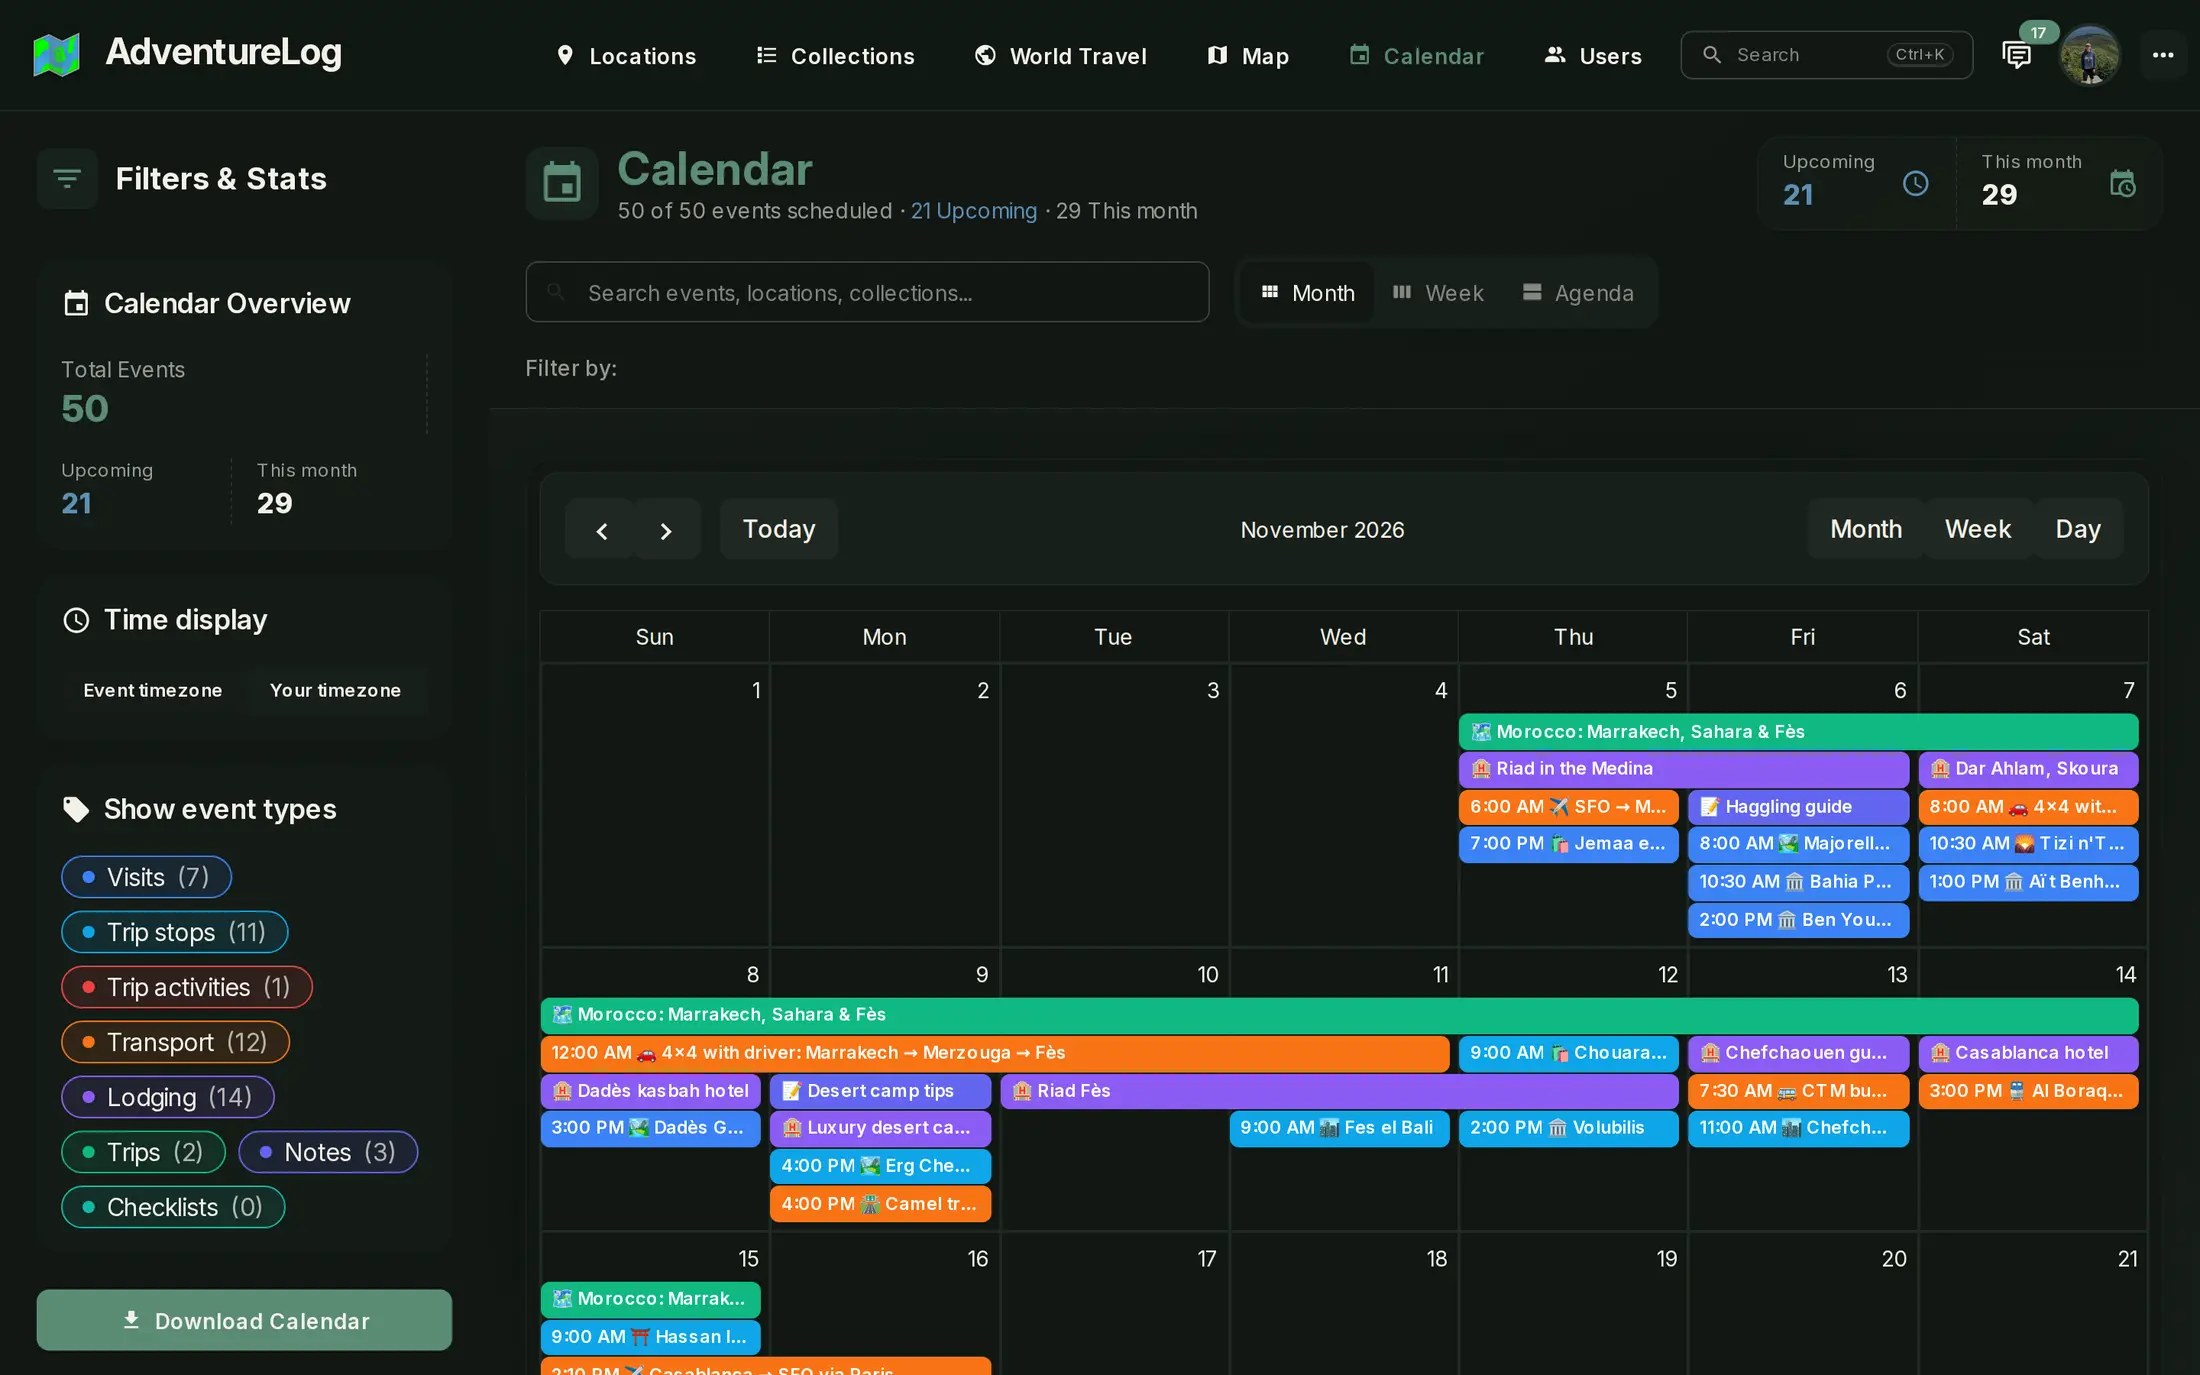 AdventureLog
Locations
Collections
World Travel
Map
Calendar
Users
Search
Ctrl+K
17
Filters & Stats
Calendar Overview
Total Events
50
Upcoming
21
This month
29
Time display
Event timezone
Your timezone
Show event types
Visits (7)
Trip stops (11)
Trip activities (1)
Transport (12)
Lodging (14)
Trips (2)
Notes (3)
Checklists (0)
Download Calendar
Calendar
50 of 50 events scheduled · 21 Upcoming · 29 This month
Upcoming
21
This month
29
Search events, locations, collections...
Month
Week
Agenda
Filter by:
Today
November 2026
Month
Week
Day
Sun
Mon
Tue
Wed
Thu
Fri
Sat
1
2
3
4
5
6
7
Morocco: Marrakech, Sahara & Fès
Riad in the Medina
Dar Ahlam, Skoura
6:00 AM SFO → M...
Haggling guide
8:00 AM 4×4 wit...
7:00 PM Jemaa e...
8:00 AM Majorell...
10:30 AM Tizi n'T...
10:30 AM Bahia P...
1:00 PM Aït Benh...
2:00 PM Ben You...
8
9
10
11
12
13
14
Morocco: Marrakech, Sahara & Fès
12:00 AM 4×4 with driver: Marrakech → Merzouga → Fès
9:00 AM Chouara...
Chefchaouen gu...
Casablanca hotel
Dadès kasbah hotel
Desert camp tips
Riad Fès
7:30 AM CTM bu...
3:00 PM Al Boraq...
3:00 PM Dadès G...
Luxury desert ca...
9:00 AM Fes el Bali
2:00 PM Volubilis
11:00 AM Chefch...
4:00 PM Erg Che...
4:00 PM Camel tr...
15
16
17
18
19
20
21
Morocco: Marrak...
9:00 AM Hassan I...
2:10 PM Casablanca → SFO via Paris